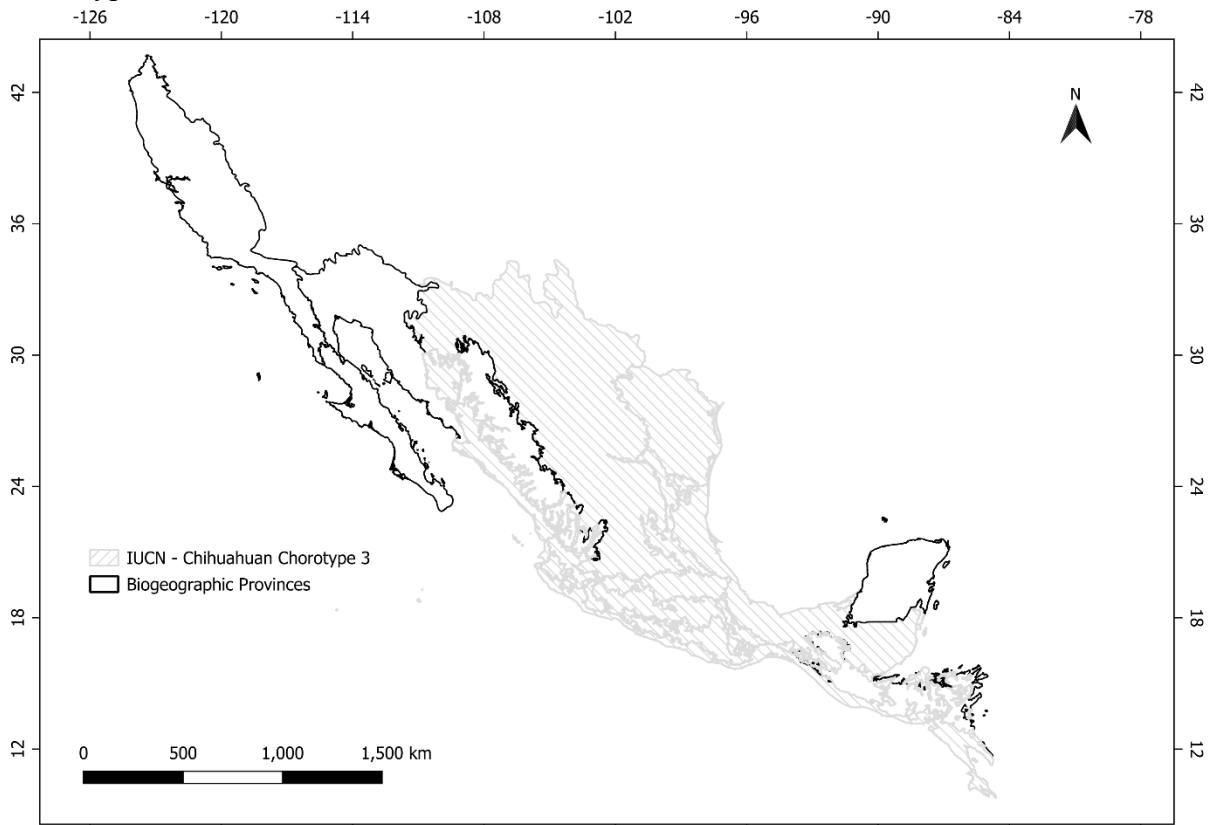 -126 -120 -114 -108 -102 -96 -90 -84 -78
N
42 42
36 36
30 30
24 24
IUCN - Chihuahuan Chorotype 3
Biogeographic Provinces
18 18
12 12
0 500 1,000 1,500 km